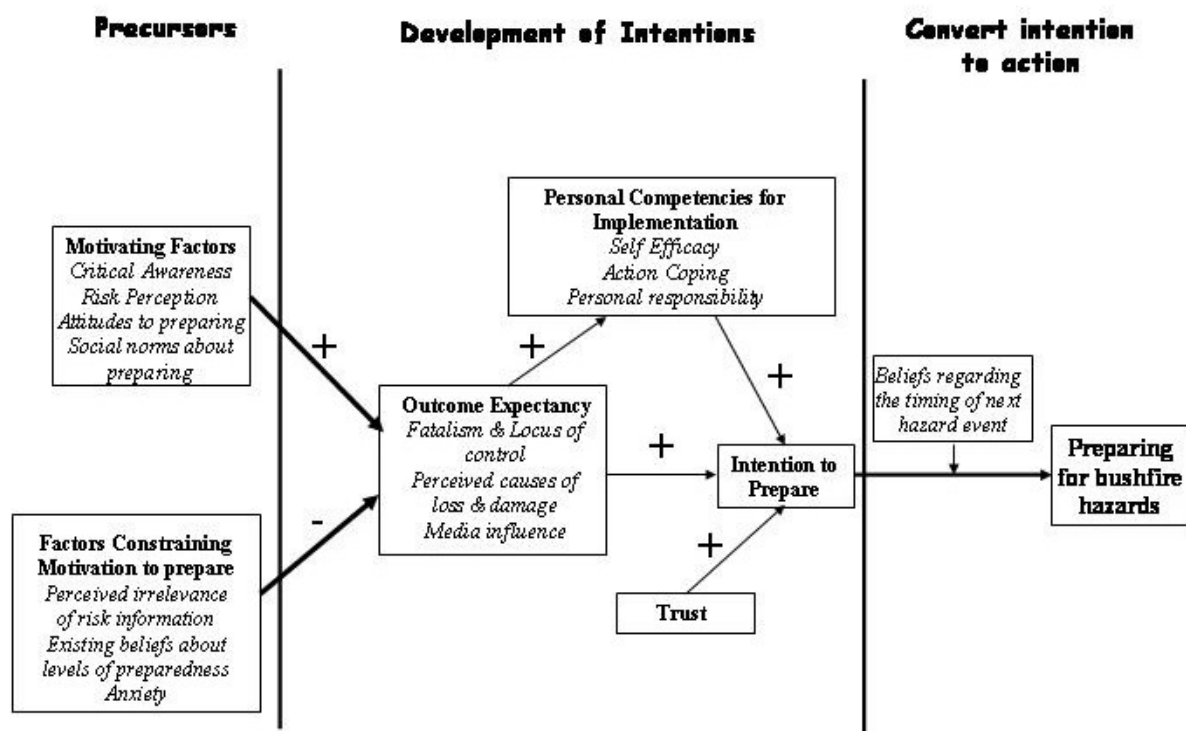 Precursors
Development of Intentions
Convert intention
to action
Personal Competencies for
Implementation
Self Efficacy
Action Coping
Personal responsibility
Motivating Factors
Critical Awareness
Risk Perception
Attitudes to preparing
Social norms about
preparing
+
+
+
Outcome Expectancy
Fatalism & Locus of
control
Perceived causes of
loss & damage
Media influence
+
Intention to
Prepare
Beliefs regarding
the timing of next
hazard event
Preparing
for bushfire
hazards
-
Factors Constraining
Motivation to prepare
Perceived irrelevance
of risk information
Existing beliefs about
levels of preparedness
Anxiety
+
Trust